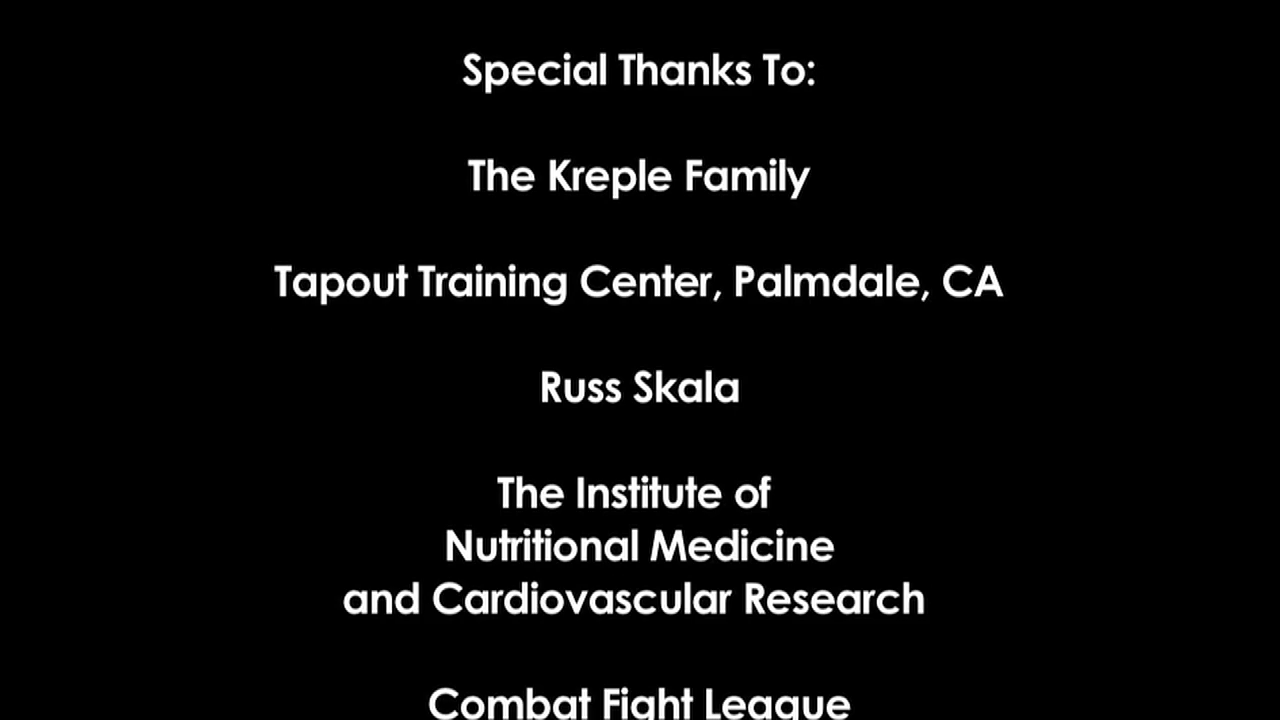 Special Thanks To:
The Kreple Family
Tapout Training Center, Palmdale, CA
Russ Skala
The Institute of
Nutritional Medicine
and Cardiovascular Research
Combat Fight League